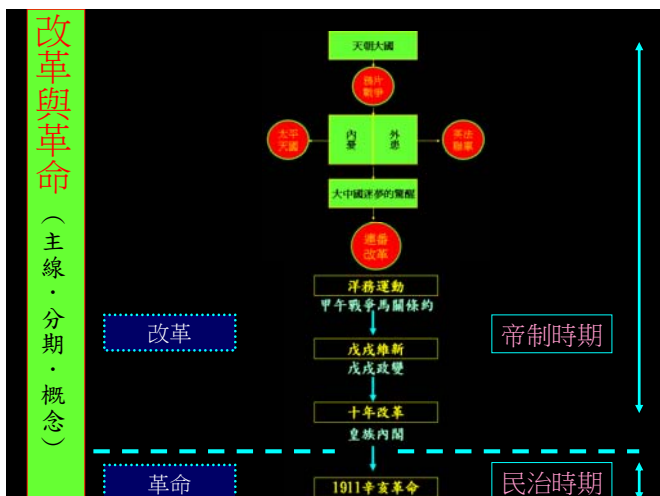 改革與革命
(主線·分期·概念)
天朝大國
鴉片
戰爭
太平
天國
內憂
外患
英法
聯軍
大中國迷夢的驚醒
連番
改革
洋務運動
甲午戰爭馬關條約
改革
戊戌維新
帝制時期
戊戌政變
十年改革
皇族內閣
革命
1911辛亥革命
民治時期